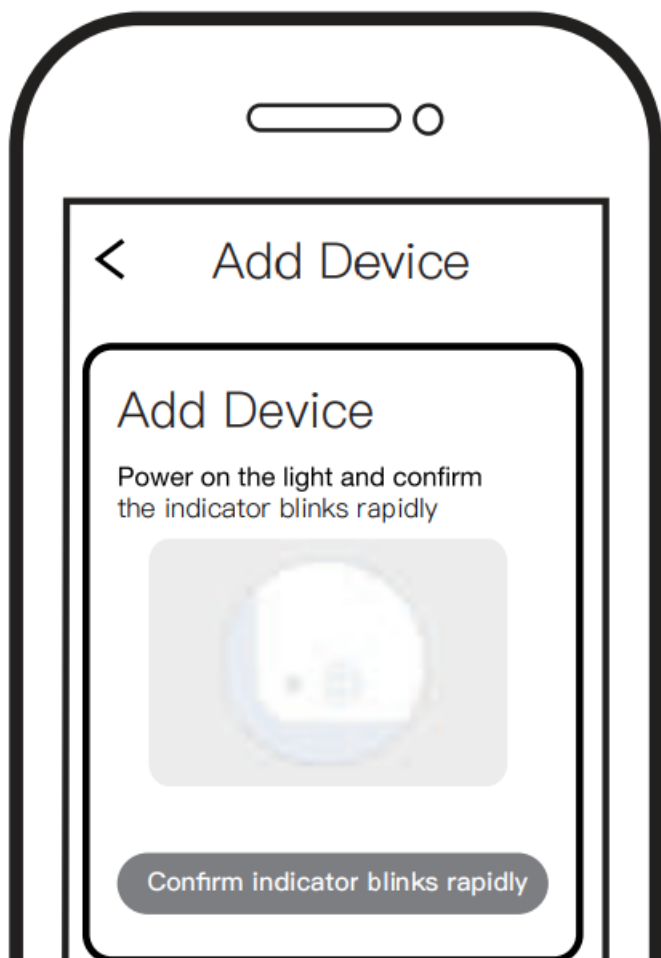 Add Device
Add Device
Power on the light and confirm
the indicator blinks rapidly
Confirm indicator blinks rapidly